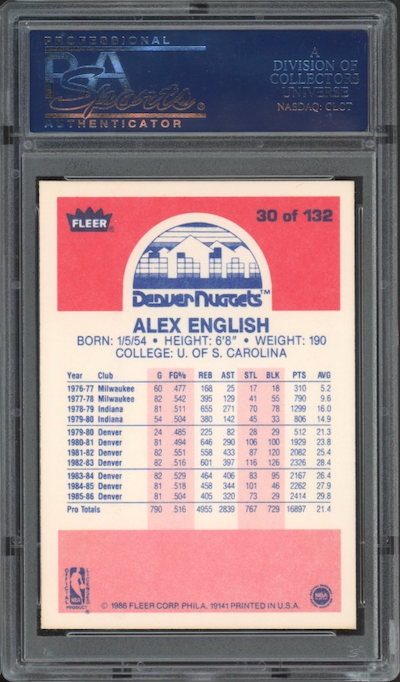 PROFESSIONAL
PSA
Sports
AUTHENTICATOR
A
DIVISION OF
COLLECTORS
UNIVERSE
NASDAQ: CLCT
FLEER
30 of 132
Denver Nuggets™
ALEX ENGLISH
BORN: 1/5/54 • HEIGHT: 6'8" • WEIGHT: 190
COLLEGE: U. OF S. CAROLINA
Year Club G FG% REB AST STL BLK PTS AVG
1976-77 Milwaukee 60 .477 168 25 17 18 310 5.2
1977-78 Milwaukee 82 .542 395 129 41 55 790 9.6
1978-79 Indiana 81 .511 655 271 70 78 1299 16.0
1979-80 Indiana 54 .504 380 142 45 33 806 14.9
1979-80 Denver 24 .485 225 82 28 29 512 21.3
1980-81 Denver 81 .494 646 290 106 100 1929 23.8
1981-82 Denver 82 .551 558 433 87 120 2082 25.4
1982-83 Denver 82 .516 601 397 116 126 2326 28.4
1983-84 Denver 82 .529 464 406 83 95 2167 26.4
1984-85 Denver 81 .518 458 344 101 46 2262 27.9
1985-86 Denver 81 .504 405 320 73 29 2414 29.8
Pro Totals 790 .516 4955 2839 767 729 16897 21.4
© 1986 FLEER CORP. PHILA. 19141 PRINTED IN U.S.A.